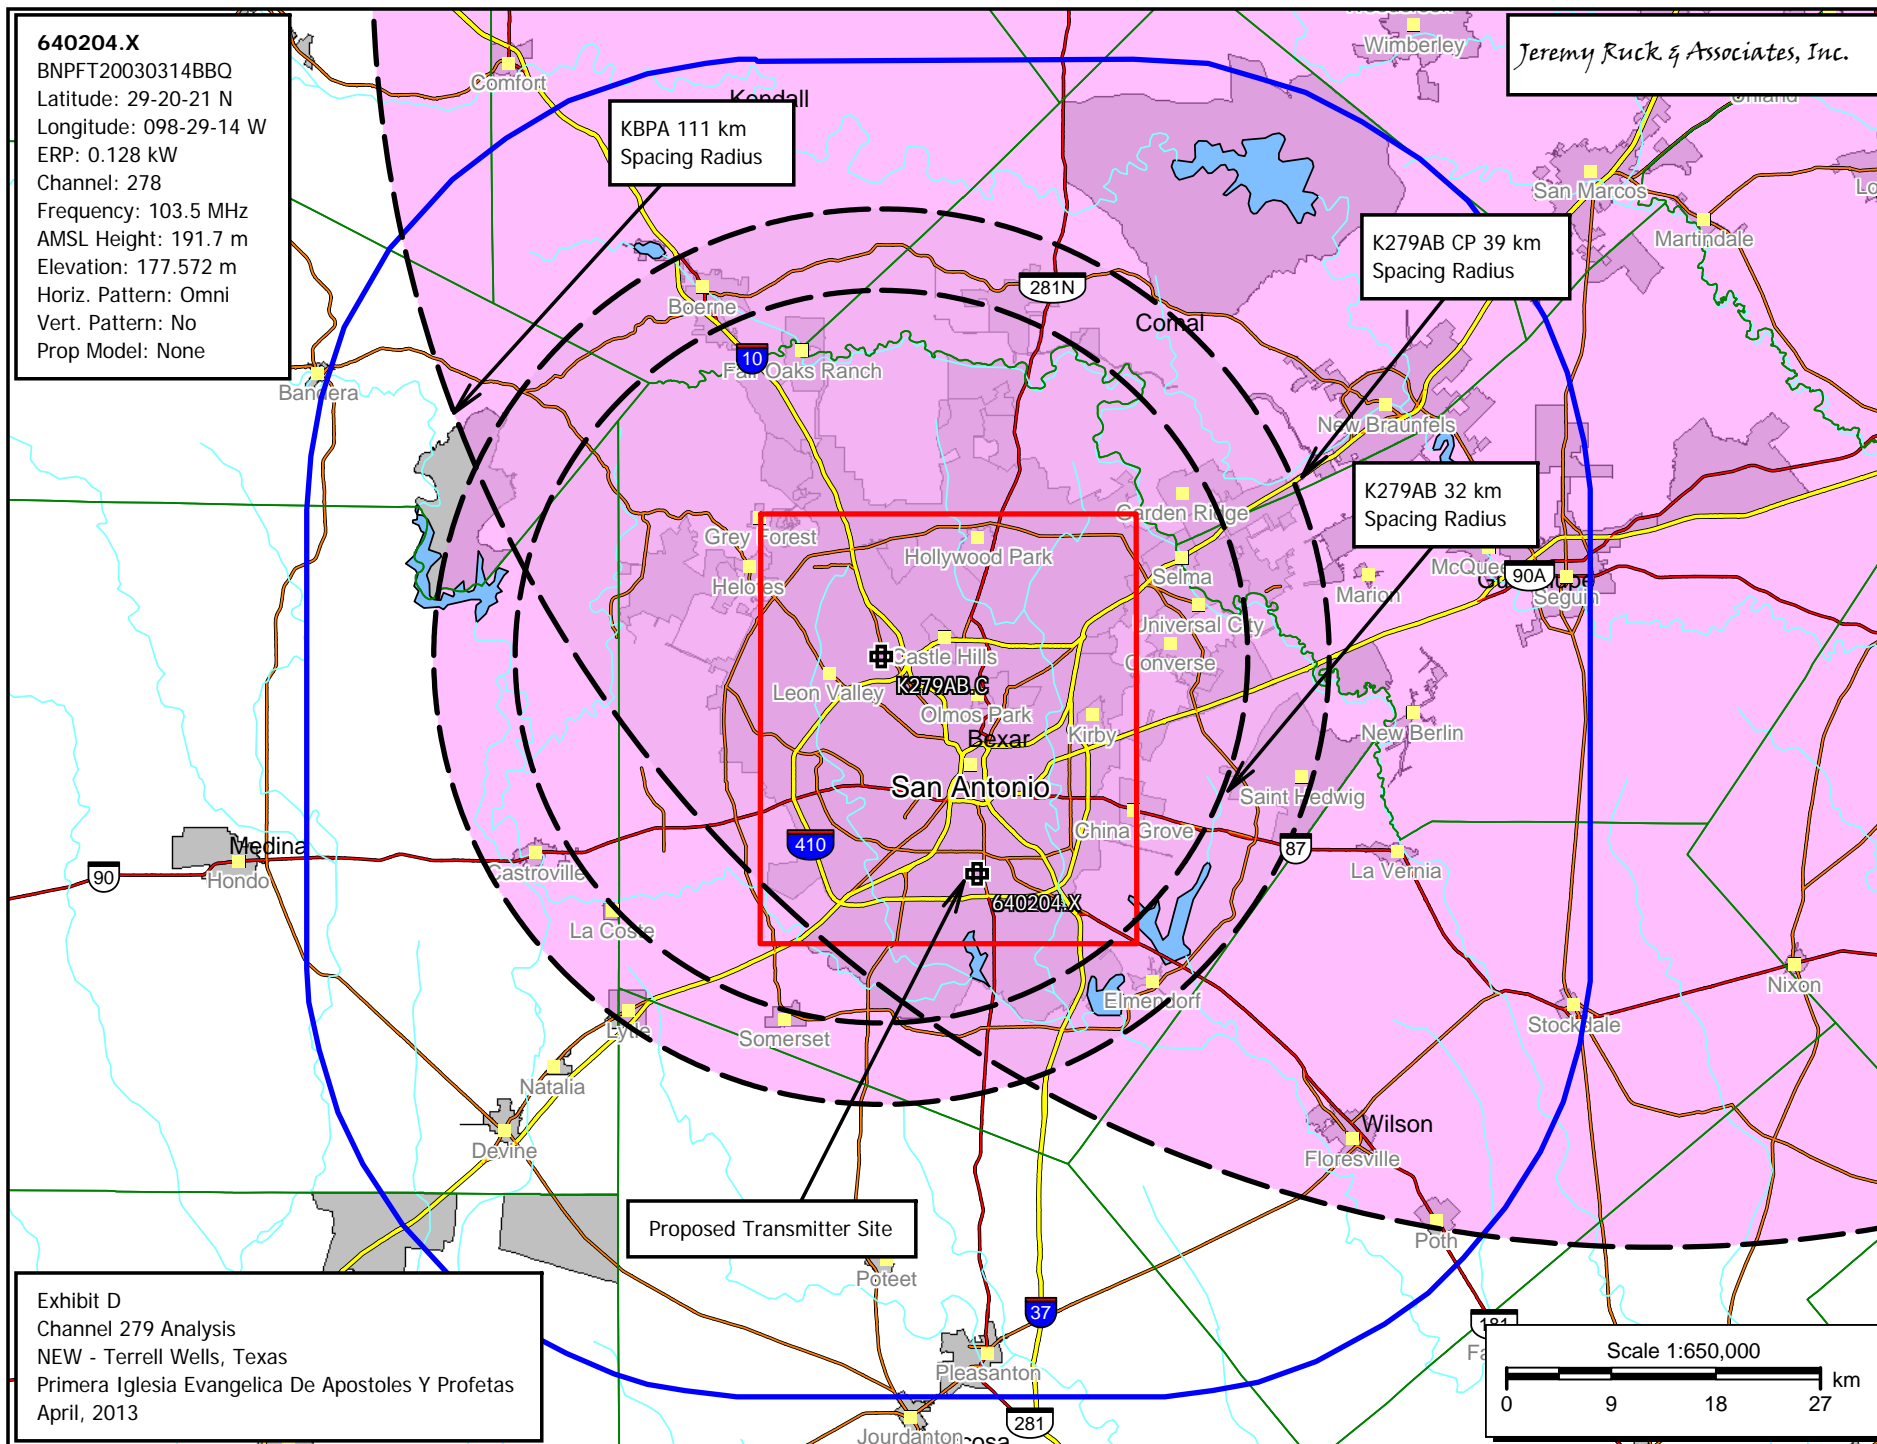 640204.X
BNPFT20030314BBQ
Latitude: 29-20-21 N
Longitude: 098-29-14 W
ERP: 0.128 kW
Channel: 278
Frequency: 103.5 MHz
AMSL Height: 191.7 m
Elevation: 177.572 m
Horiz. Pattern: Omni
Vert. Pattern: No
Prop Model: None
Jeremy Ruck & Associates, Inc.
Wimberley
Comfort
Kendall
KBPA 111 km
Spacing Radius
San Marcos
Martindale
K279AB CP 39 km
Spacing Radius
281N
Boerne
Comal
10
Fair Oaks Ranch
Bandera
New Braunfels
K279AB 32 km
Spacing Radius
Garden Ridge
Grey Forest
Hollywood Park
Helotes
Selma
McQuee
90A
Marion
Seguin
Universal City
Castle Hills
Converse
Leon Valley
K279AB.C
Olmos Park
Kirby
New Berlin
Bexar
San Antonio
Saint Hedwig
China Grove
410
87
Medina
Hondo
90
Castroville
La Vernia
640204.X
La Coste
Elmendorf
Nixon
Lytle
Somerset
Stockdale
Natalia
Devine
Wilson
Floresville
Proposed Transmitter Site
Poth
Poteet
37
181
Exhibit D
Channel 279 Analysis
NEW - Terrell Wells, Texas
Primera Iglesia Evangelica De Apostoles Y Profetas
April, 2013
Pleasanton
281
Jourdanton
Scale 1:650,000
km
0 9 18 27